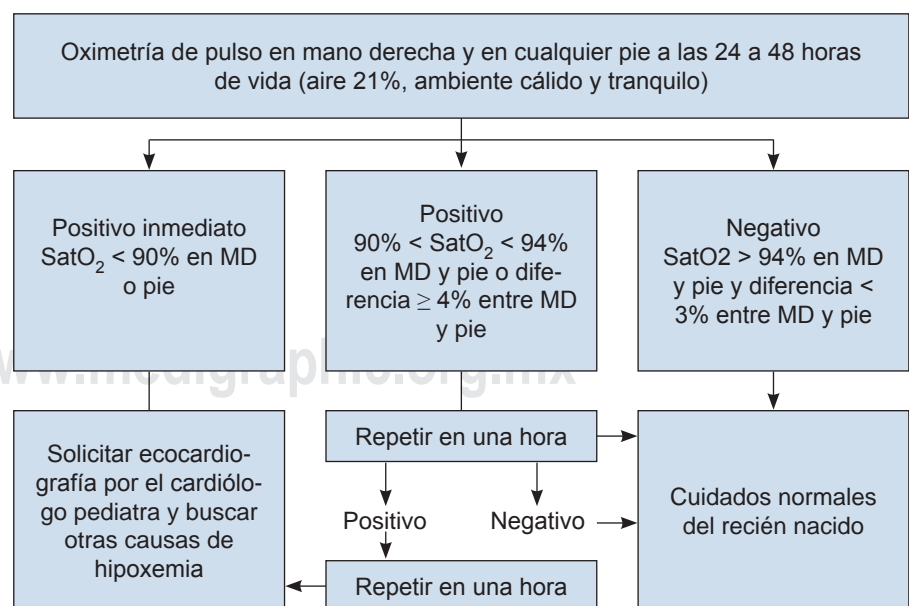 Oximetría de pulso en mano derecha y en cualquier pie a las 24 a 48 horas
de vida (aire 21%, ambiente cálido y tranquilo)
Positivo inmediato
SatO₂ < 90% en MD
o pie
Positivo
90% < SatO₂ < 94%
en MD y pie o dife-
rencia ≥ 4% entre MD
y pie
Negativo
SatO2 > 94% en MD
y pie y diferencia <
3% entre MD y pie
www.medigraphic.org.mx
Solicitar ecocardio-
grafía por el cardiólo-
go pediatra y buscar
otras causas de
hipoxemia
Repetir en una hora
Positivo
Negativo
Repetir en una hora
Cuidados normales
del recién nacido